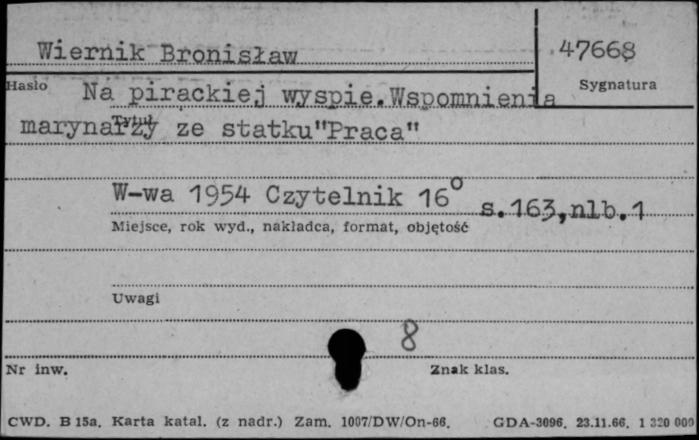 Wiernik Bronisław
47668
Hasło
Sygnatura
Na pirackiej wyspie.Wspomnienia
Tytuł
marynarzy ze statku"Praca"
W-wa 1954 Czytelnik 16° s.163,nlb.1
Miejsce, rok wyd., nakładca, format, objętość
Uwagi
8
Nr inw.
Znak klas.
CWD. B 15a. Karta katal. (z nadr.) Zam. 1007/DW/On-66. GDA-3096. 23.11.66. 1 320 000